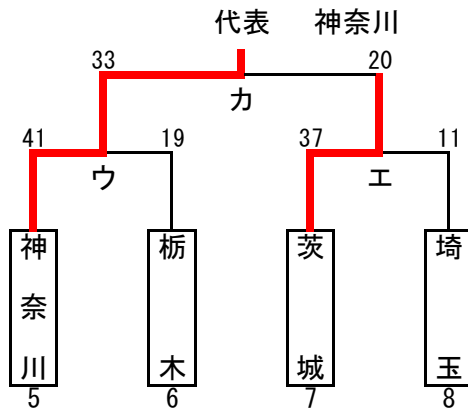 代表 神奈川
33 20
カ
41 19 37 11
ウ エ
神奈川 栃木 茨城 埼玉
5 6 7 8